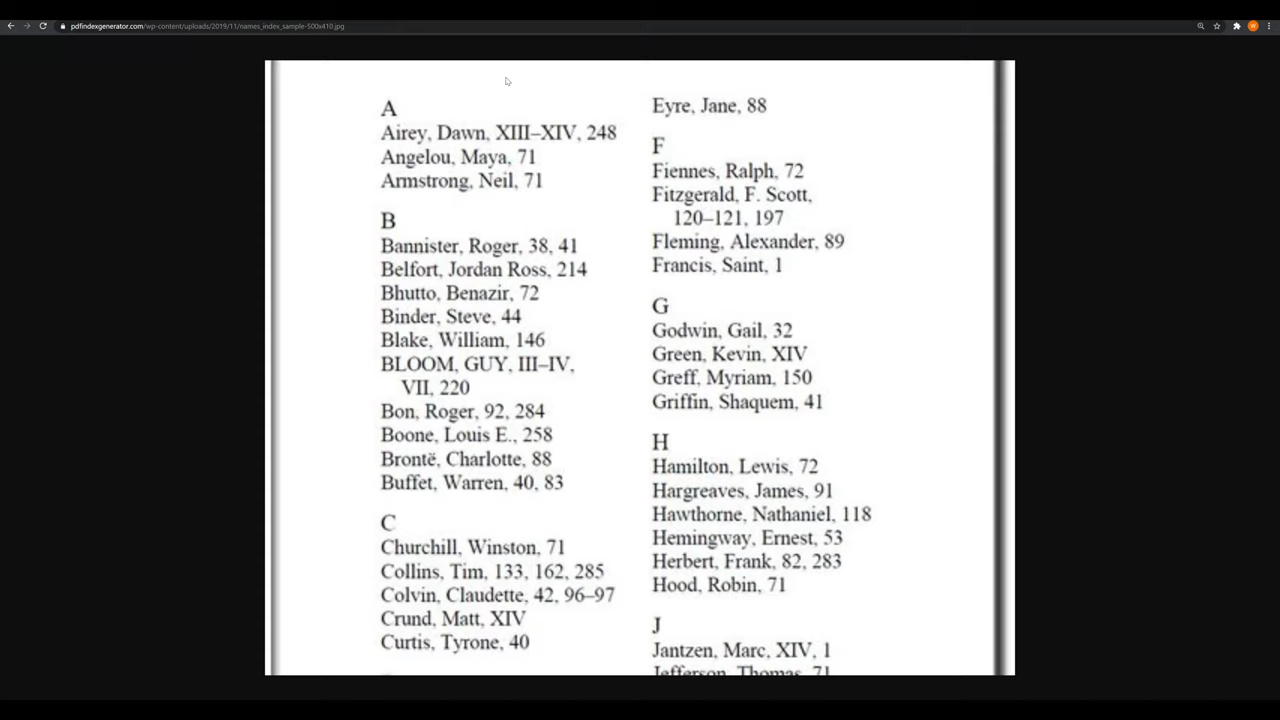 pdfindexgenerator.com/wp-content/uploads/2019/11/names_index_sample-500x410.jpg
A
Airey, Dawn, XIII–XIV, 248
Angelou, Maya, 71
Armstrong, Neil, 71
B
Bannister, Roger, 38, 41
Belfort, Jordan Ross, 214
Bhutto, Benazir, 72
Binder, Steve, 44
Blake, William, 146
BLOOM, GUY, III–IV,
VII, 220
Bon, Roger, 92, 284
Boone, Louis E., 258
Brontë, Charlotte, 88
Buffet, Warren, 40, 83
C
Churchill, Winston, 71
Collins, Tim, 133, 162, 285
Colvin, Claudette, 42, 96–97
Crund, Matt, XIV
Curtis, Tyrone, 40
Eyre, Jane, 88
F
Fiennes, Ralph, 72
Fitzgerald, F. Scott,
120–121, 197
Fleming, Alexander, 89
Francis, Saint, 1
G
Godwin, Gail, 32
Green, Kevin, XIV
Greff, Myriam, 150
Griffin, Shaquem, 41
H
Hamilton, Lewis, 72
Hargreaves, James, 91
Hawthorne, Nathaniel, 118
Hemingway, Ernest, 53
Herbert, Frank, 82, 283
Hood, Robin, 71
J
Jantzen, Marc, XIV, 1
Jefferson, Thomas, 71